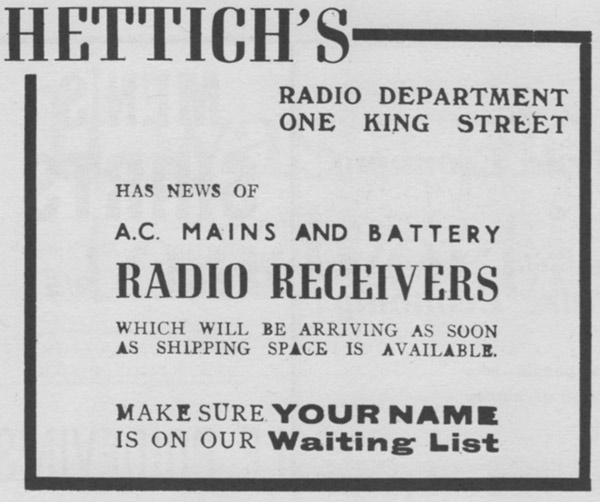 HETTICH'S
RADIO DEPARTMENT
ONE KING STREET
HAS NEWS OF
A.C. MAINS AND BATTERY
RADIO RECEIVERS
WHICH WILL BE ARRIVING AS SOON
AS SHIPPING SPACE IS AVAILABLE.
MAKE SURE YOUR NAME
IS ON OUR Waiting List